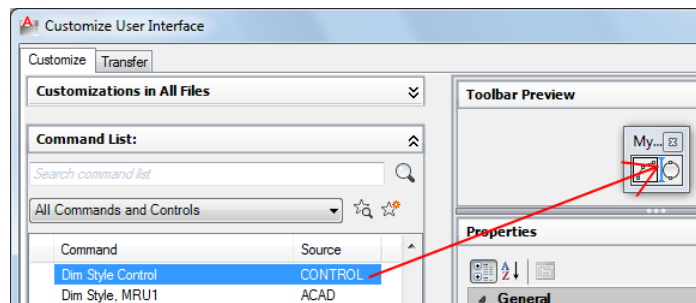 Customize User Interface
Customize Transfer
Customizations in All Files
Command List:
Search command list
All Commands and Controls
Command Source
Dim Style Control CONTROL
Dim Style, MRU1 ACAD
Toolbar Preview
My...
Properties
General